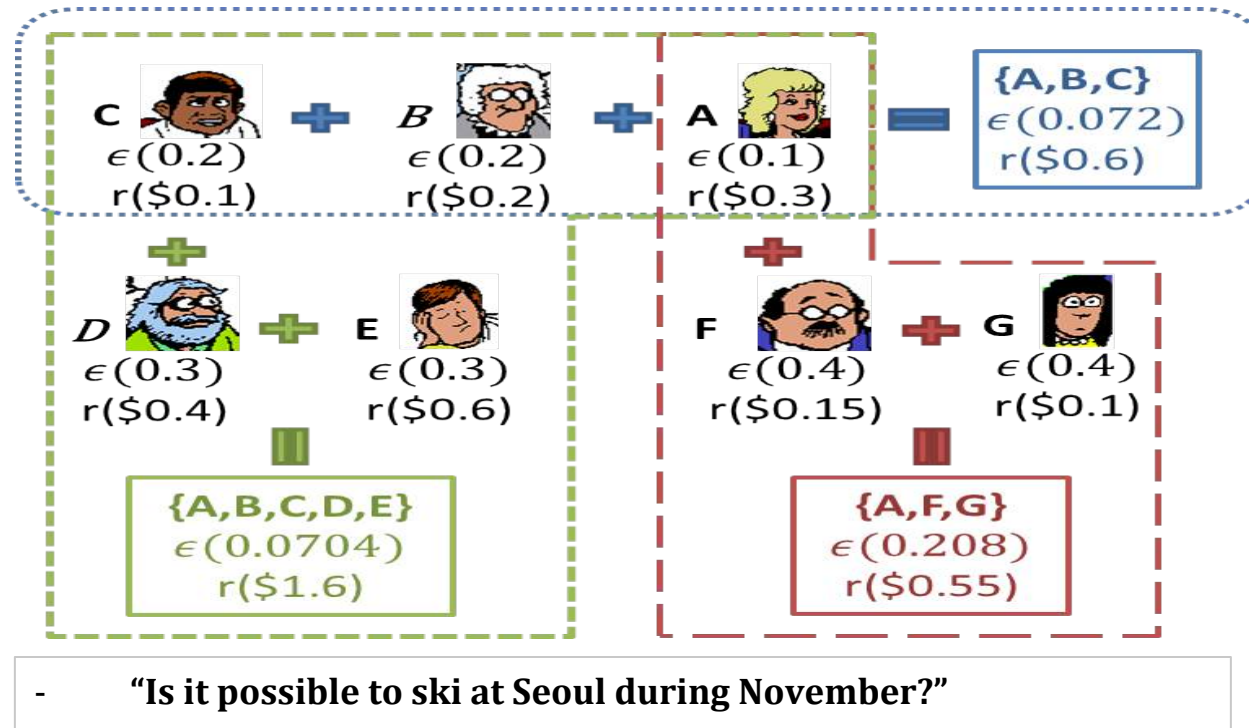 C + B + A = {A,B,C}
ϵ(0.2) ϵ(0.2) ϵ(0.1) ϵ(0.072)
r($0.1) r($0.2) r($0.3) r($0.6)
+ +
D + E F + G
ϵ(0.3) ϵ(0.3) ϵ(0.4) ϵ(0.4)
r($0.4) r($0.6) r($0.15) r($0.1)
= =
{A,B,C,D,E} {A,F,G}
ϵ(0.0704) ϵ(0.208)
r($1.6) r($0.55)
- “Is it possible to ski at Seoul during November?”